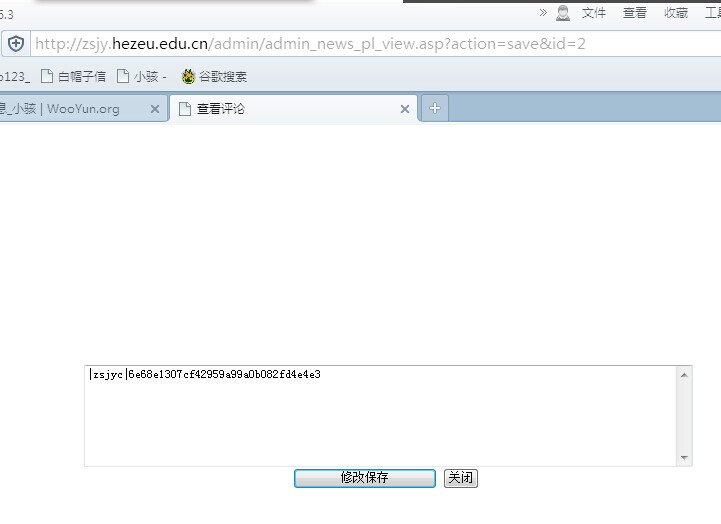 5.3
» 文件 查看 收藏
http://zsjy.hezeu.edu.cn/admin/admin_news_pl_view.asp?action=save&id=2
白帽子信 小骇 - 谷歌搜索
息_小骇 | WooYun.org × 查看评论 × +
|zsjyc|6e68e1307cf42959a99a0b082fd4e4e3
修改保存 关闭